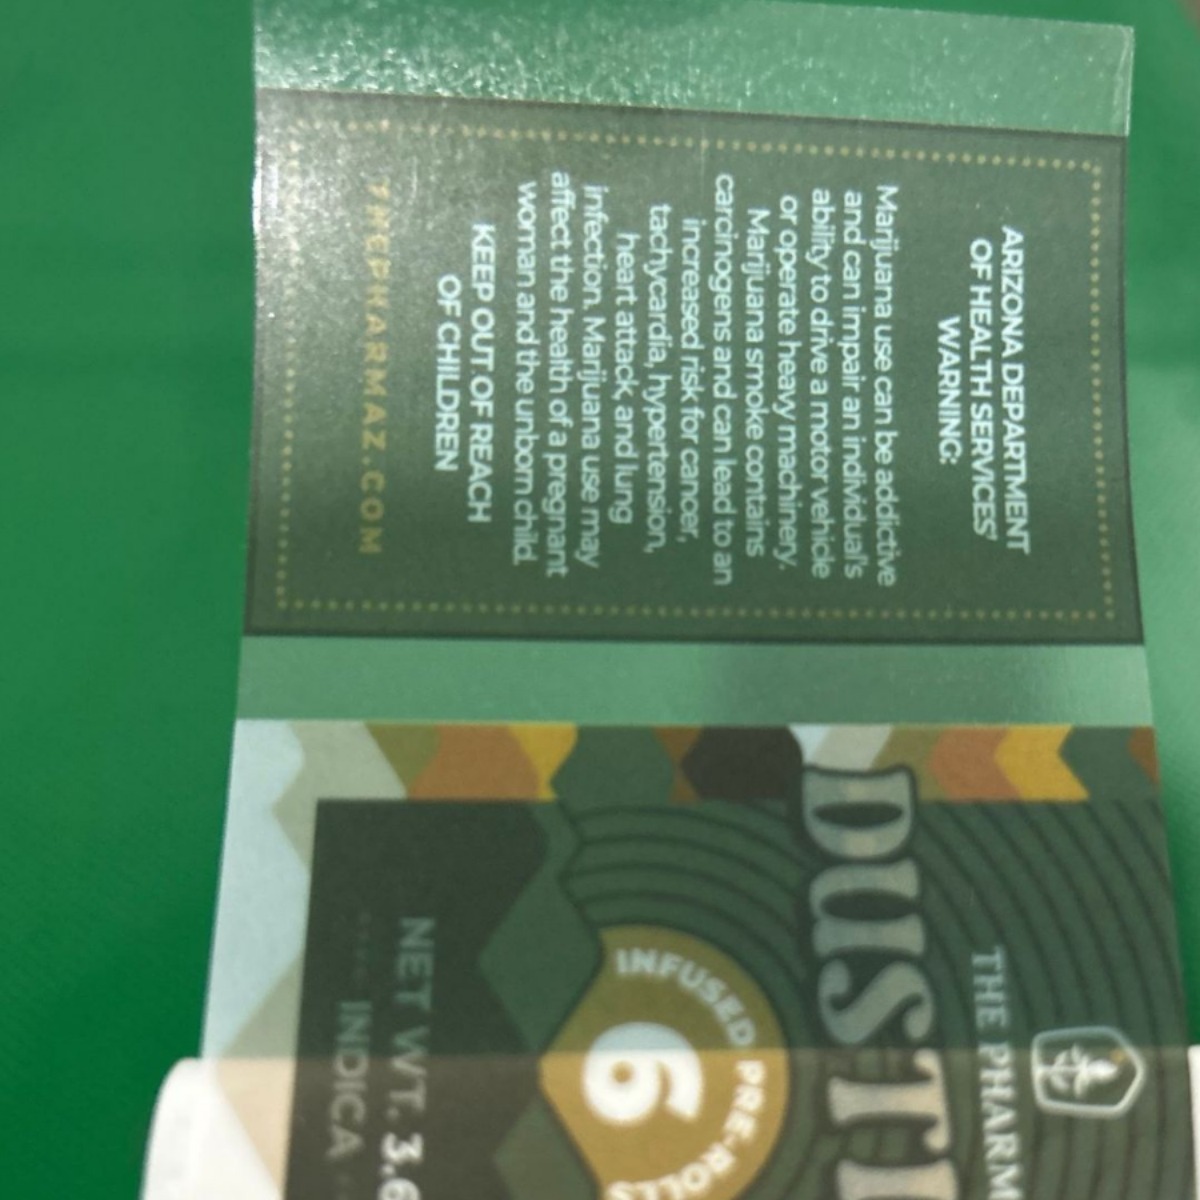 ARIZONA DEPARTMENT
OF HEALTH SERVICES'
WARNING:
Marijuana use can be addictive
and can impair an individual's
ability to drive a motor vehicle
or operate heavy machinery.
Marijuana smoke contains
carcinogens and can lead to an
increased risk for cancer,
tachycardia, hypertension,
heart attack, and lung
infection. Marijuana use may
affect the health of a pregnant
woman and the unborn child.
KEEP OUT OF REACH
OF CHILDREN
THEPHARMAZ.COM
THE PHARM
DUSTI
INFUSED PRE-ROLLS
6
NET WT. 3.6
INDICA